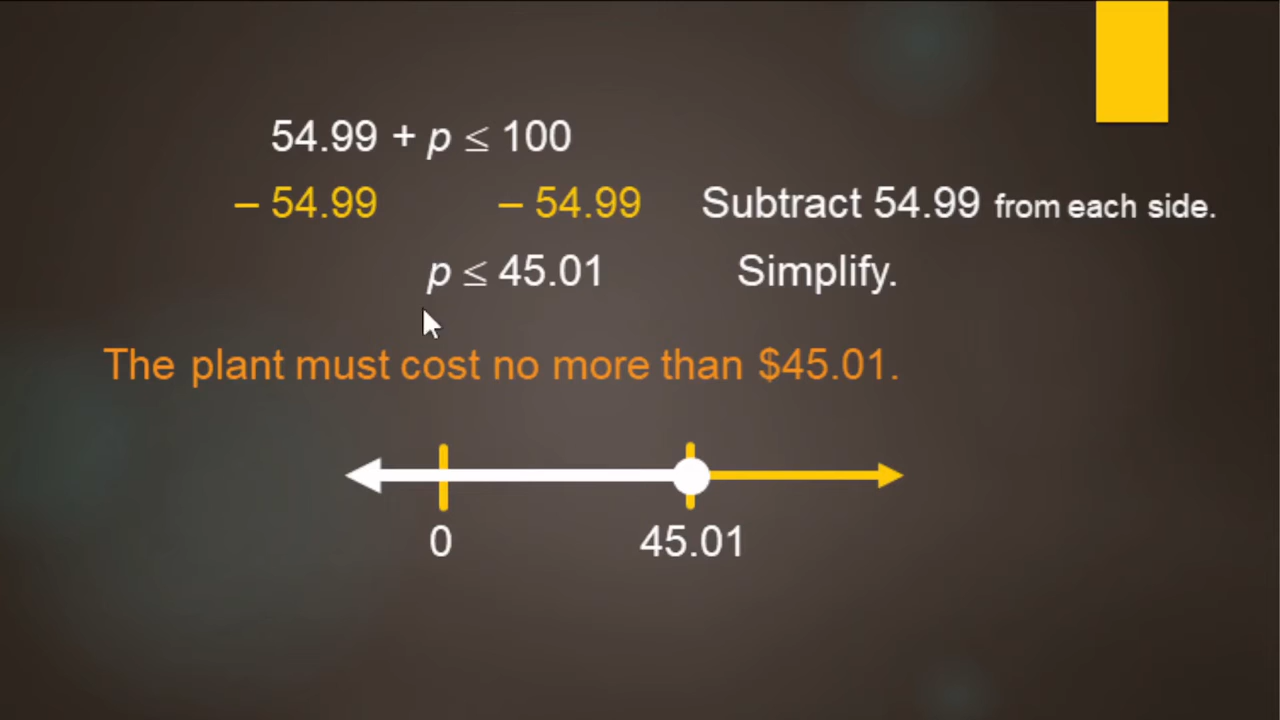 54.99 + p ≤ 100
– 54.99 – 54.99 Subtract 54.99 from each side.
p ≤ 45.01 Simplify.
The plant must cost no more than $45.01.
0 45.01